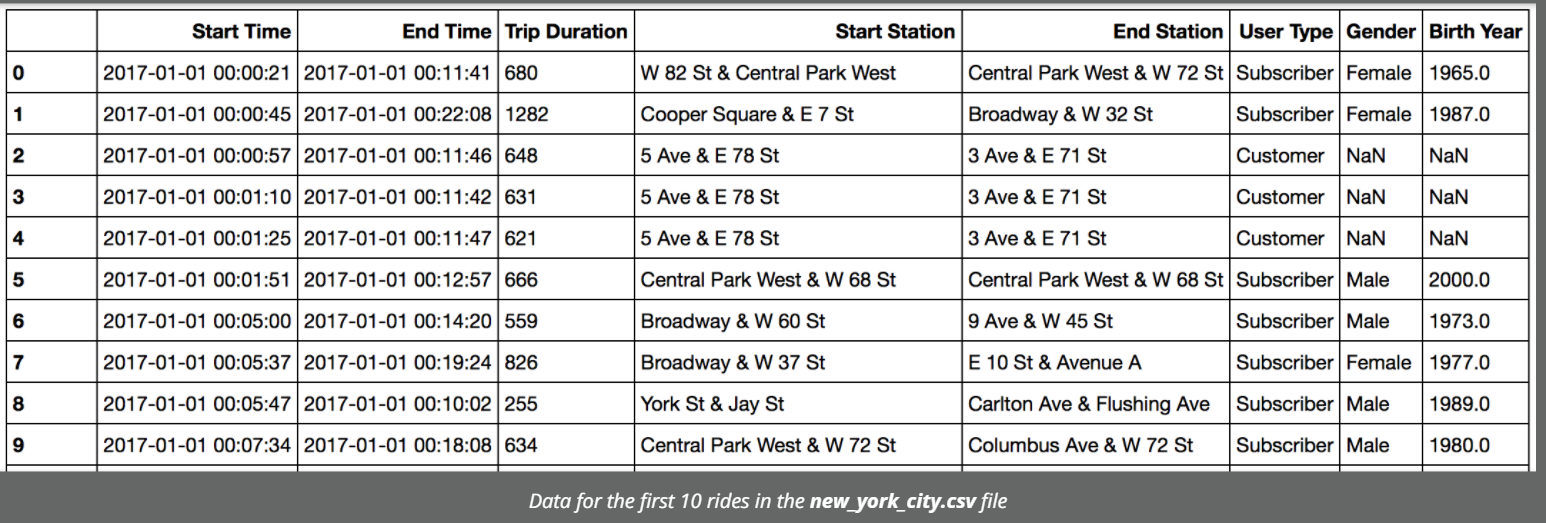 Start Time End Time Trip Duration Start Station End Station User Type Gender Birth Year
0 2017-01-01 00:00:21 2017-01-01 00:11:41 680 W 82 St & Central Park West Central Park West & W 72 St Subscriber Female 1965.0
1 2017-01-01 00:00:45 2017-01-01 00:22:08 1282 Cooper Square & E 7 St Broadway & W 32 St Subscriber Female 1987.0
2 2017-01-01 00:00:57 2017-01-01 00:11:46 648 5 Ave & E 78 St 3 Ave & E 71 St Customer NaN NaN
3 2017-01-01 00:01:10 2017-01-01 00:11:42 631 5 Ave & E 78 St 3 Ave & E 71 St Customer NaN NaN
4 2017-01-01 00:01:25 2017-01-01 00:11:47 621 5 Ave & E 78 St 3 Ave & E 71 St Customer NaN NaN
5 2017-01-01 00:01:51 2017-01-01 00:12:57 666 Central Park West & W 68 St Central Park West & W 68 St Subscriber Male 2000.0
6 2017-01-01 00:05:00 2017-01-01 00:14:20 559 Broadway & W 60 St 9 Ave & W 45 St Subscriber Male 1973.0
7 2017-01-01 00:05:37 2017-01-01 00:19:24 826 Broadway & W 37 St E 10 St & Avenue A Subscriber Female 1977.0
8 2017-01-01 00:05:47 2017-01-01 00:10:02 255 York St & Jay St Carlton Ave & Flushing Ave Subscriber Male 1989.0
9 2017-01-01 00:07:34 2017-01-01 00:18:08 634 Central Park West & W 72 St Columbus Ave & W 72 St Subscriber Male 1980.0
Data for the first 10 rides in the new_york_city.csv file